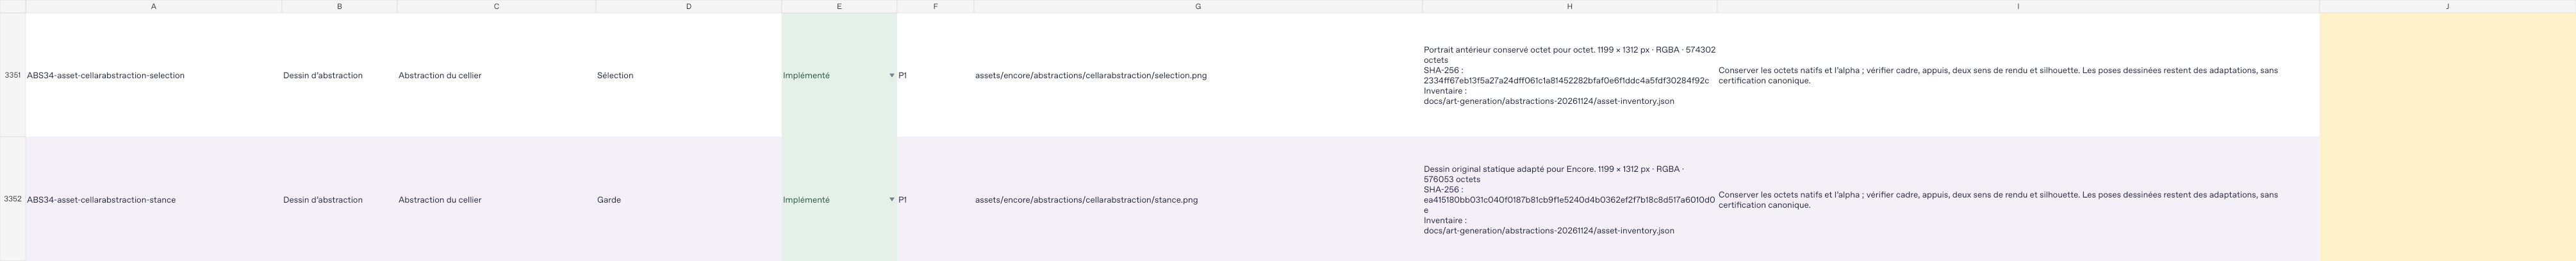 A B C D E F G H I J
3351 ABS34-asset-cellarabstraction-selection Dessin d’abstraction Abstraction du cellier Sélection Implémenté P1 assets/encore/abstractions/cellarabstraction/selection.png
Portrait antérieur conservé octet pour octet. 1199 × 1312 px · RGBA · 574302
octets
SHA-256 :
2334ff67eb13f5a27a24dff061c1a81452282bfaf0e6f1ddc4a5fdf30284f92c
Inventaire :
docs/art-generation/abstractions-20261124/asset-inventory.json
Conserver les octets natifs et l’alpha ; vérifier cadre, appuis, deux sens de rendu et silhouette. Les poses dessinées restent des adaptations, sans
certification canonique.
3352 ABS34-asset-cellarabstraction-stance Dessin d’abstraction Abstraction du cellier Garde Implémenté P1 assets/encore/abstractions/cellarabstraction/stance.png
Dessin original statique adapté pour Encore. 1199 × 1312 px · RGBA ·
576053 octets
SHA-256 :
ea415180bb031c040f0187b81cb9f1e5240d4b0362ef2f7b18c8d517a6010d0
e
Inventaire :
docs/art-generation/abstractions-20261124/asset-inventory.json
Conserver les octets natifs et l’alpha ; vérifier cadre, appuis, deux sens de rendu et silhouette. Les poses dessinées restent des adaptations, sans
certification canonique.